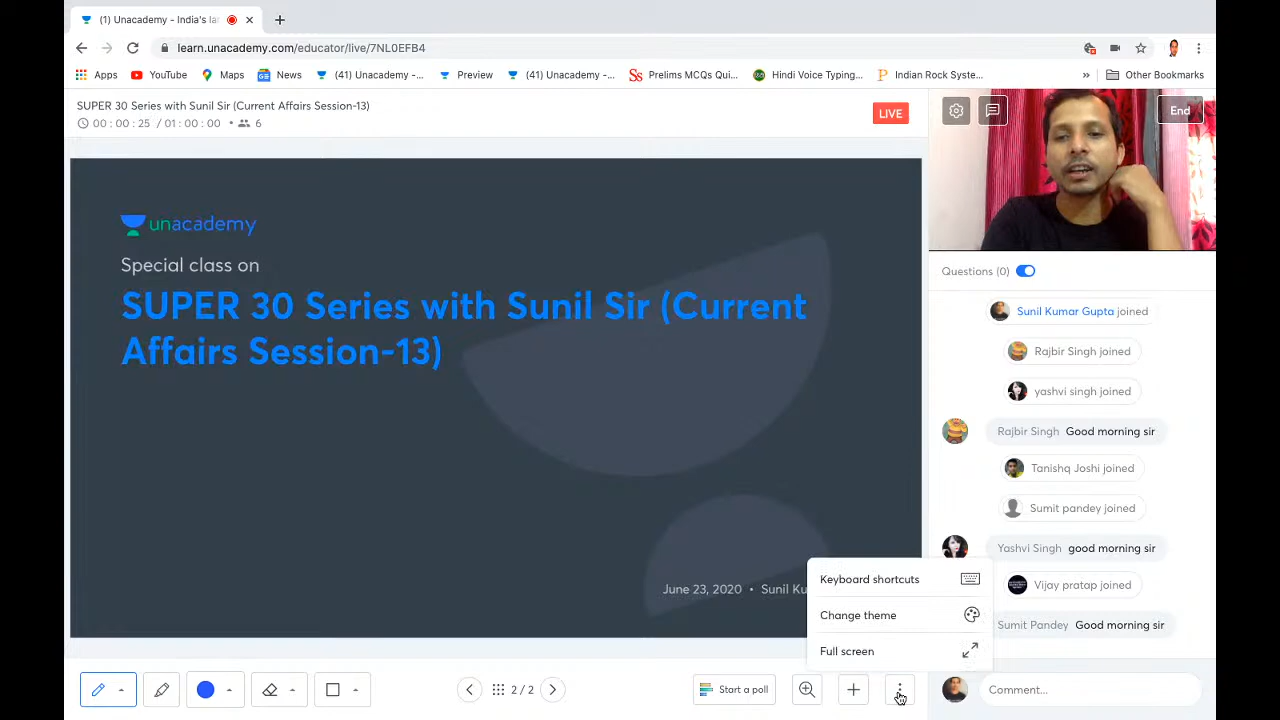 (1) Unacademy - India's la
learn.unacademy.com/educator/live/7NL0EFB4
Apps YouTube Maps News (41) Unacademy -... Preview (41) Unacademy -... Prelims MCQs Qui... Hindi Voice Typing... Indian Rock Syste... » Other Bookmarks
SUPER 30 Series with Sunil Sir (Current Affairs Session-13)
00 : 00 : 25 / 01 : 00 : 00 • 6
LIVE
End
unacademy
Special class on
SUPER 30 Series with Sunil Sir (Current
Affairs Session-13)
June 23, 2020 • Sunil Ku
Keyboard shortcuts
Change theme
Full screen
Questions (0)
Sunil Kumar Gupta joined
Rajbir Singh joined
yashvi singh joined
Rajbir Singh Good morning sir
Tanishq Joshi joined
Sumit pandey joined
Yashvi Singh good morning sir
Vijay pratap joined
Sumit Pandey Good morning sir
2 / 2
Start a poll
Comment...